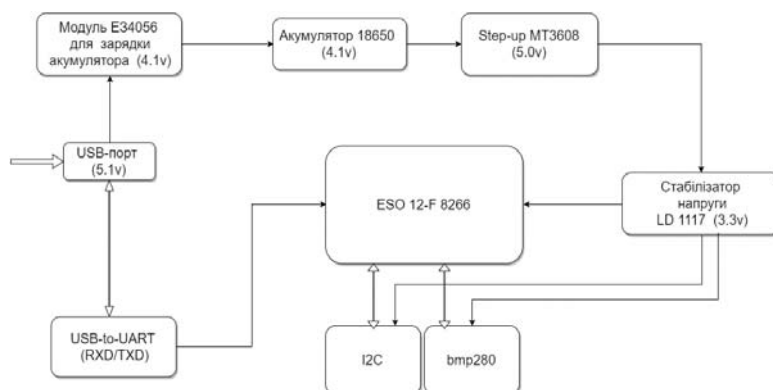 Модуль E34056
для зарядки
акумулятора (4.1v)
Акумулятор 18650
(4.1v)
Step-up MT3608
(5.0v)
USB-порт
(5.1v)
ESO 12-F 8266
Стабілізатор
напруги
LD 1117 (3.3v)
USB-to-UART
(RXD/TXD)
I2C
bmp280